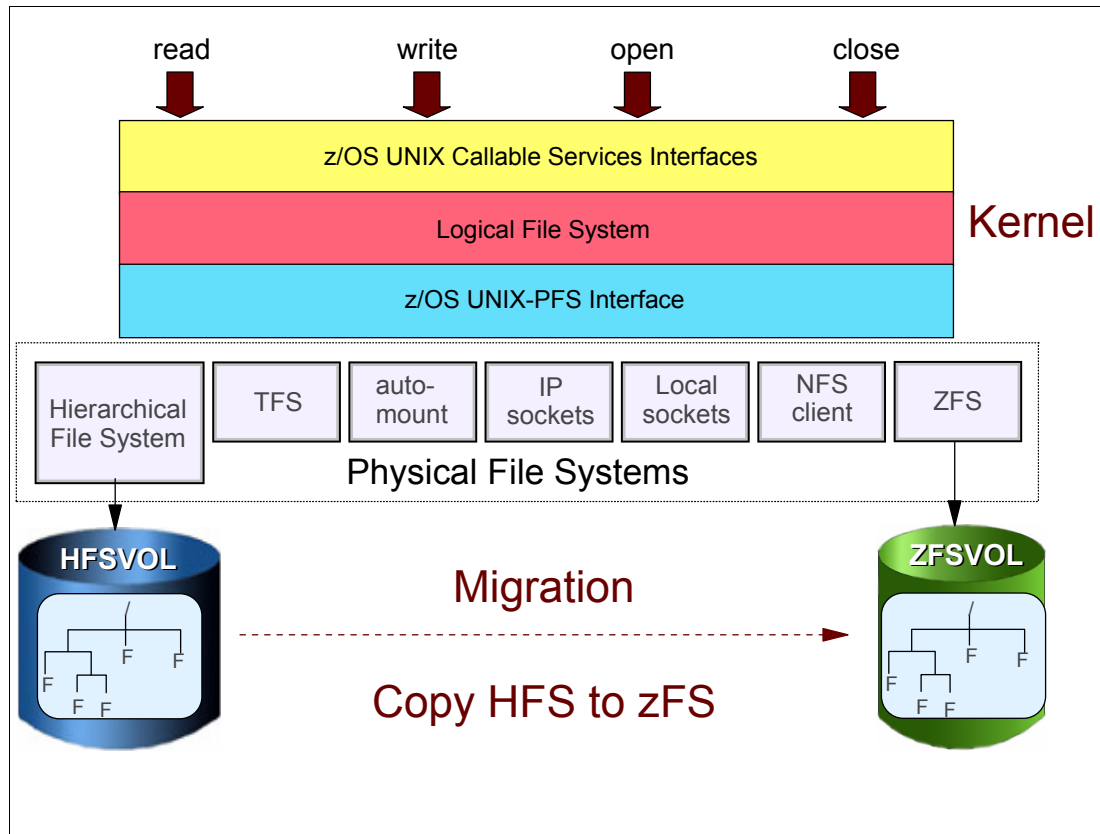 read write open close
z/OS UNIX Callable Services Interfaces
Logical File System
Kernel
z/OS UNIX-PFS Interface
Hierarchical
File System
TFS
auto-
mount
IP
sockets
Local
sockets
NFS
client
ZFS
Physical File Systems
HFSVOL
/
F
F
F
F F
Migration
Copy HFS to zFS
ZFSVOL
/
F
F
F
F F